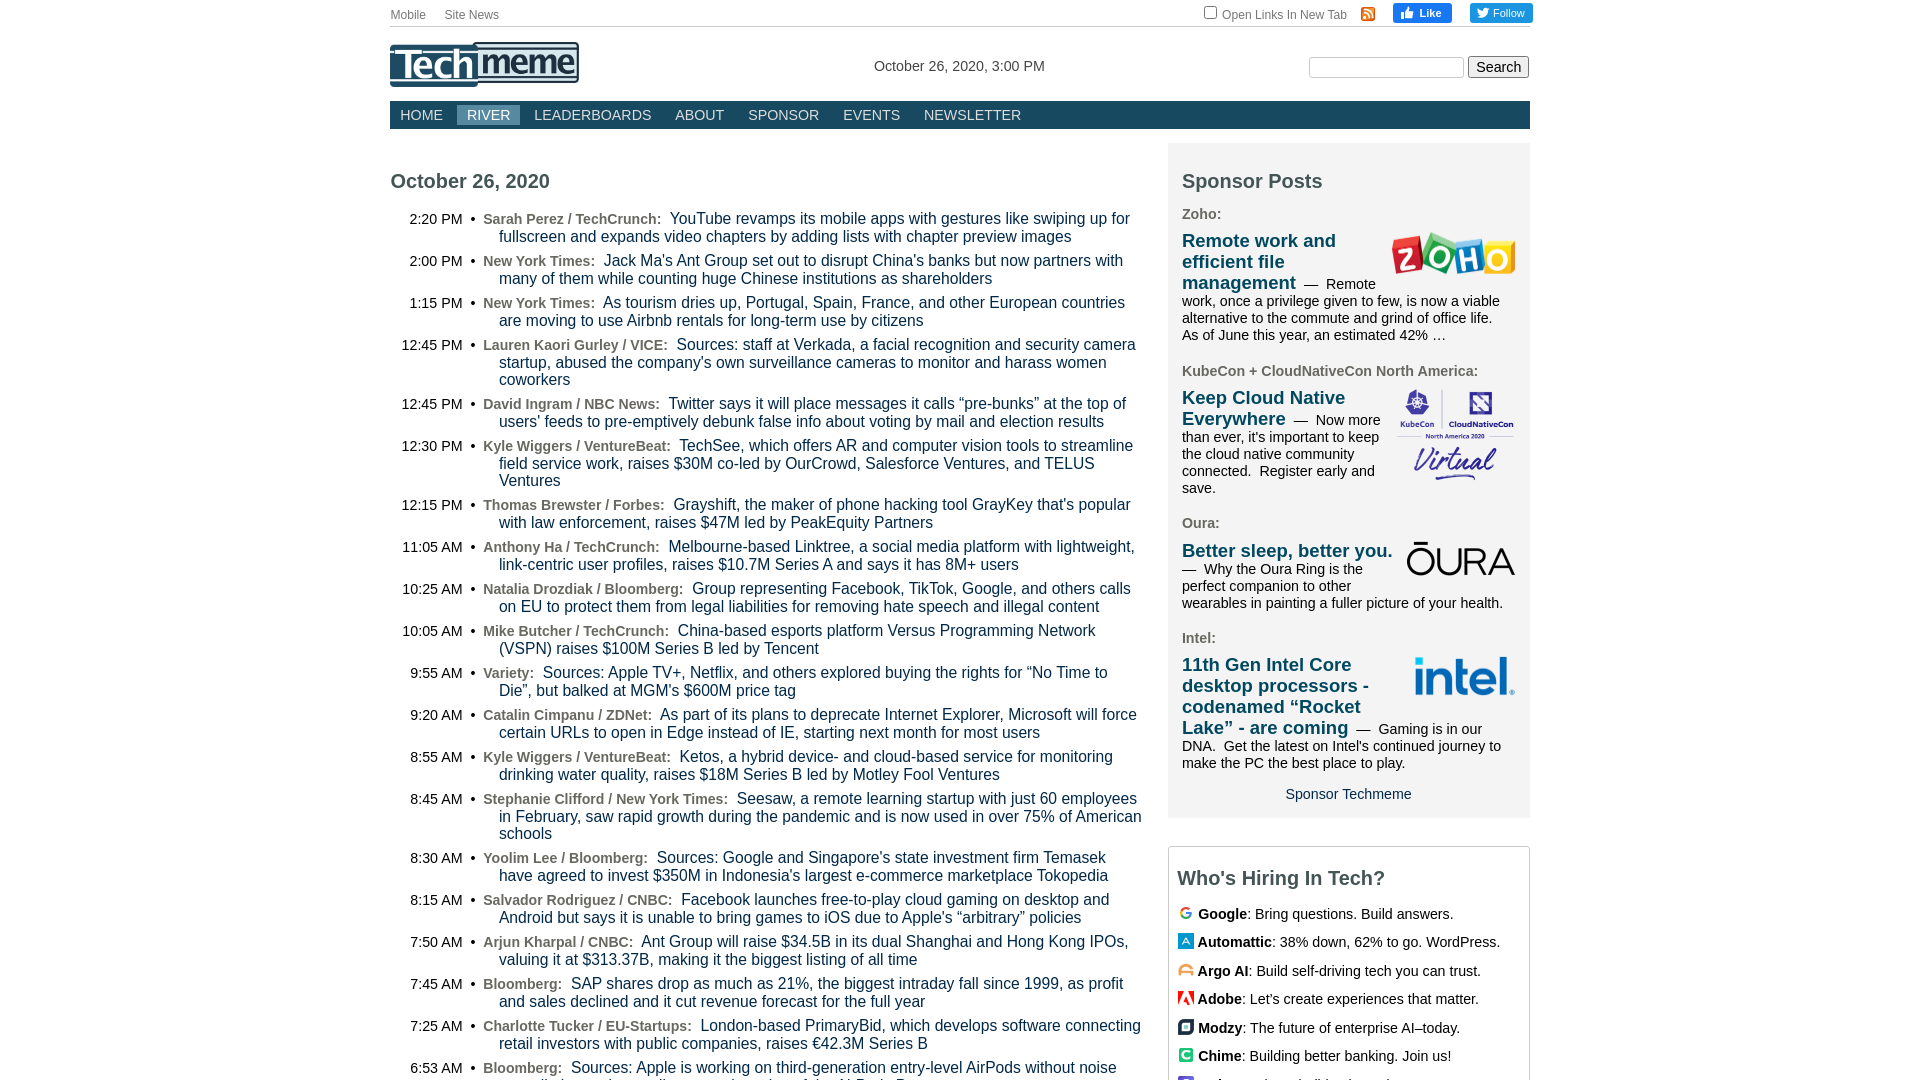 Mobile Site News Open Links In New Tab Like Follow
Techmeme
October 26, 2020, 3:00 PM Search
HOME RIVER LEADERBOARDS ABOUT SPONSOR EVENTS NEWSLETTER
October 26, 2020
2:20 PM • Sarah Perez / TechCrunch: YouTube revamps its mobile apps with gestures like swiping up for
fullscreen and expands video chapters by adding lists with chapter preview images
2:00 PM • New York Times: Jack Ma's Ant Group set out to disrupt China's banks but now partners with
many of them while counting huge Chinese institutions as shareholders
1:15 PM • New York Times: As tourism dries up, Portugal, Spain, France, and other European countries
are moving to use Airbnb rentals for long-term use by citizens
12:45 PM • Lauren Kaori Gurley / VICE: Sources: staff at Verkada, a facial recognition and security camera
startup, abused the company's own surveillance cameras to monitor and harass women
coworkers
12:45 PM • David Ingram / NBC News: Twitter says it will place messages it calls “pre-bunks” at the top of
users' feeds to pre-emptively debunk false info about voting by mail and election results
12:30 PM • Kyle Wiggers / VentureBeat: TechSee, which offers AR and computer vision tools to streamline
field service work, raises $30M co-led by OurCrowd, Salesforce Ventures, and TELUS
Ventures
12:15 PM • Thomas Brewster / Forbes: Grayshift, the maker of phone hacking tool GrayKey that's popular
with law enforcement, raises $47M led by PeakEquity Partners
11:05 AM • Anthony Ha / TechCrunch: Melbourne-based Linktree, a social media platform with lightweight,
link-centric user profiles, raises $10.7M Series A and says it has 8M+ users
10:25 AM • Natalia Drozdiak / Bloomberg: Group representing Facebook, TikTok, Google, and others calls
on EU to protect them from legal liabilities for removing hate speech and illegal content
10:05 AM • Mike Butcher / TechCrunch: China-based esports platform Versus Programming Network
(VSPN) raises $100M Series B led by Tencent
9:55 AM • Variety: Sources: Apple TV+, Netflix, and others explored buying the rights for “No Time to
Die”, but balked at MGM's $600M price tag
9:20 AM • Catalin Cimpanu / ZDNet: As part of its plans to deprecate Internet Explorer, Microsoft will force
certain URLs to open in Edge instead of IE, starting next month for most users
8:55 AM • Kyle Wiggers / VentureBeat: Ketos, a hybrid device- and cloud-based service for monitoring
drinking water quality, raises $18M Series B led by Motley Fool Ventures
8:45 AM • Stephanie Clifford / New York Times: Seesaw, a remote learning startup with just 60 employees
in February, saw rapid growth during the pandemic and is now used in over 75% of American
schools
8:30 AM • Yoolim Lee / Bloomberg: Sources: Google and Singapore's state investment firm Temasek
have agreed to invest $350M in Indonesia's largest e-commerce marketplace Tokopedia
8:15 AM • Salvador Rodriguez / CNBC: Facebook launches free-to-play cloud gaming on desktop and
Android but says it is unable to bring games to iOS due to Apple's “arbitrary” policies
7:50 AM • Arjun Kharpal / CNBC: Ant Group will raise $34.5B in its dual Shanghai and Hong Kong IPOs,
valuing it at $313.37B, making it the biggest listing of all time
7:45 AM • Bloomberg: SAP shares drop as much as 21%, the biggest intraday fall since 1999, as profit
and sales declined and it cut revenue forecast for the full year
7:25 AM • Charlotte Tucker / EU-Startups: London-based PrimaryBid, which develops software connecting
retail investors with public companies, raises €42.3M Series B
6:53 AM • Bloomberg: Sources: Apple is working on third-generation entry-level AirPods without noise
Sponsor Posts
Zoho:
ZOHO
Remote work and
efficient file
management — Remote
work, once a privilege given to few, is now a viable
alternative to the commute and grind of office life.
As of June this year, an estimated 42% …
KubeCon + CloudNativeCon North America:
KubeCon CloudNativeCon
North America 2020
Virtual
Keep Cloud Native
Everywhere — Now more
than ever, it's important to keep
the cloud native community
connected. Register early and
save.
Oura:
ŌURA
Better sleep, better you.
— Why the Oura Ring is the
perfect companion to other
wearables in painting a fuller picture of your health.
Intel:
intel
11th Gen Intel Core
desktop processors -
codenamed “Rocket
Lake” - are coming — Gaming is in our
DNA. Get the latest on Intel's continued journey to
make the PC the best place to play.
Sponsor Techmeme
Who's Hiring In Tech?
Google: Bring questions. Build answers.
Automattic: 38% down, 62% to go. WordPress.
Argo AI: Build self-driving tech you can trust.
Adobe: Let’s create experiences that matter.
Modzy: The future of enterprise AI–today.
Chime: Building better banking. Join us!